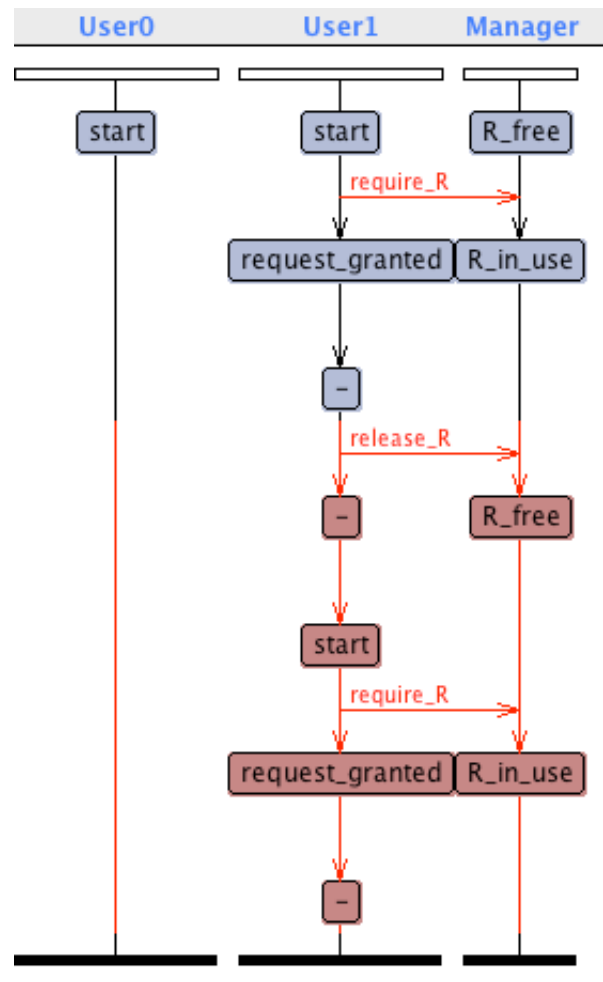 User0 User1 Manager
start start R_free
require_R
request_granted R_in_use
-
release_R
- R_free
start
require_R
request_granted R_in_use
-